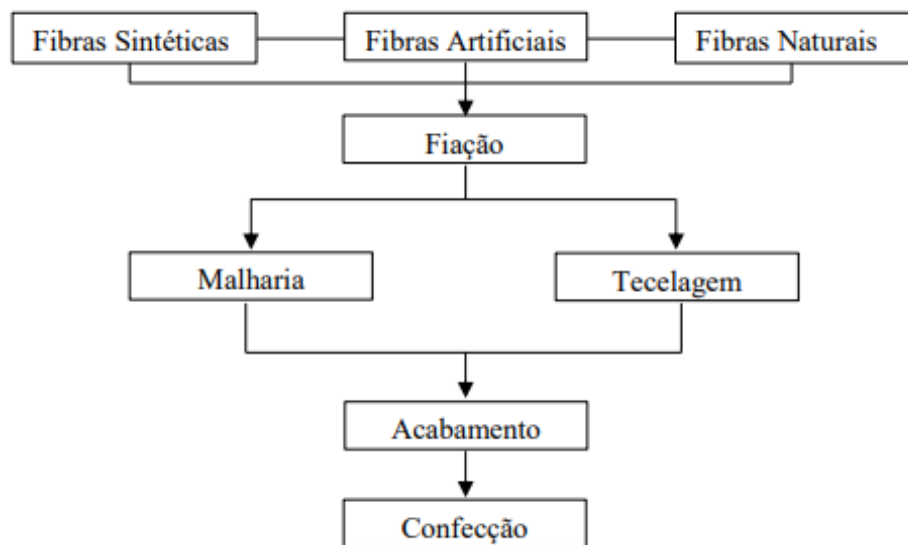 Fibras Sintéticas
Fibras Artificiais
Fibras Naturais
Fiação
Malharia
Tecelagem
Acabamento
Confecção